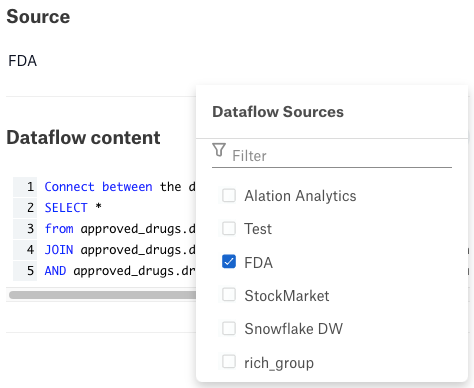 Source
FDA
Dataflow content
1 Connect between the d
2 SELECT *
3 from approved_drugs.d
4 JOIN approved_drugs.d
5 AND approved_drugs.dr
Dataflow Sources
Filter
Alation Analytics
Test
FDA
StockMarket
Snowflake DW
rich_group